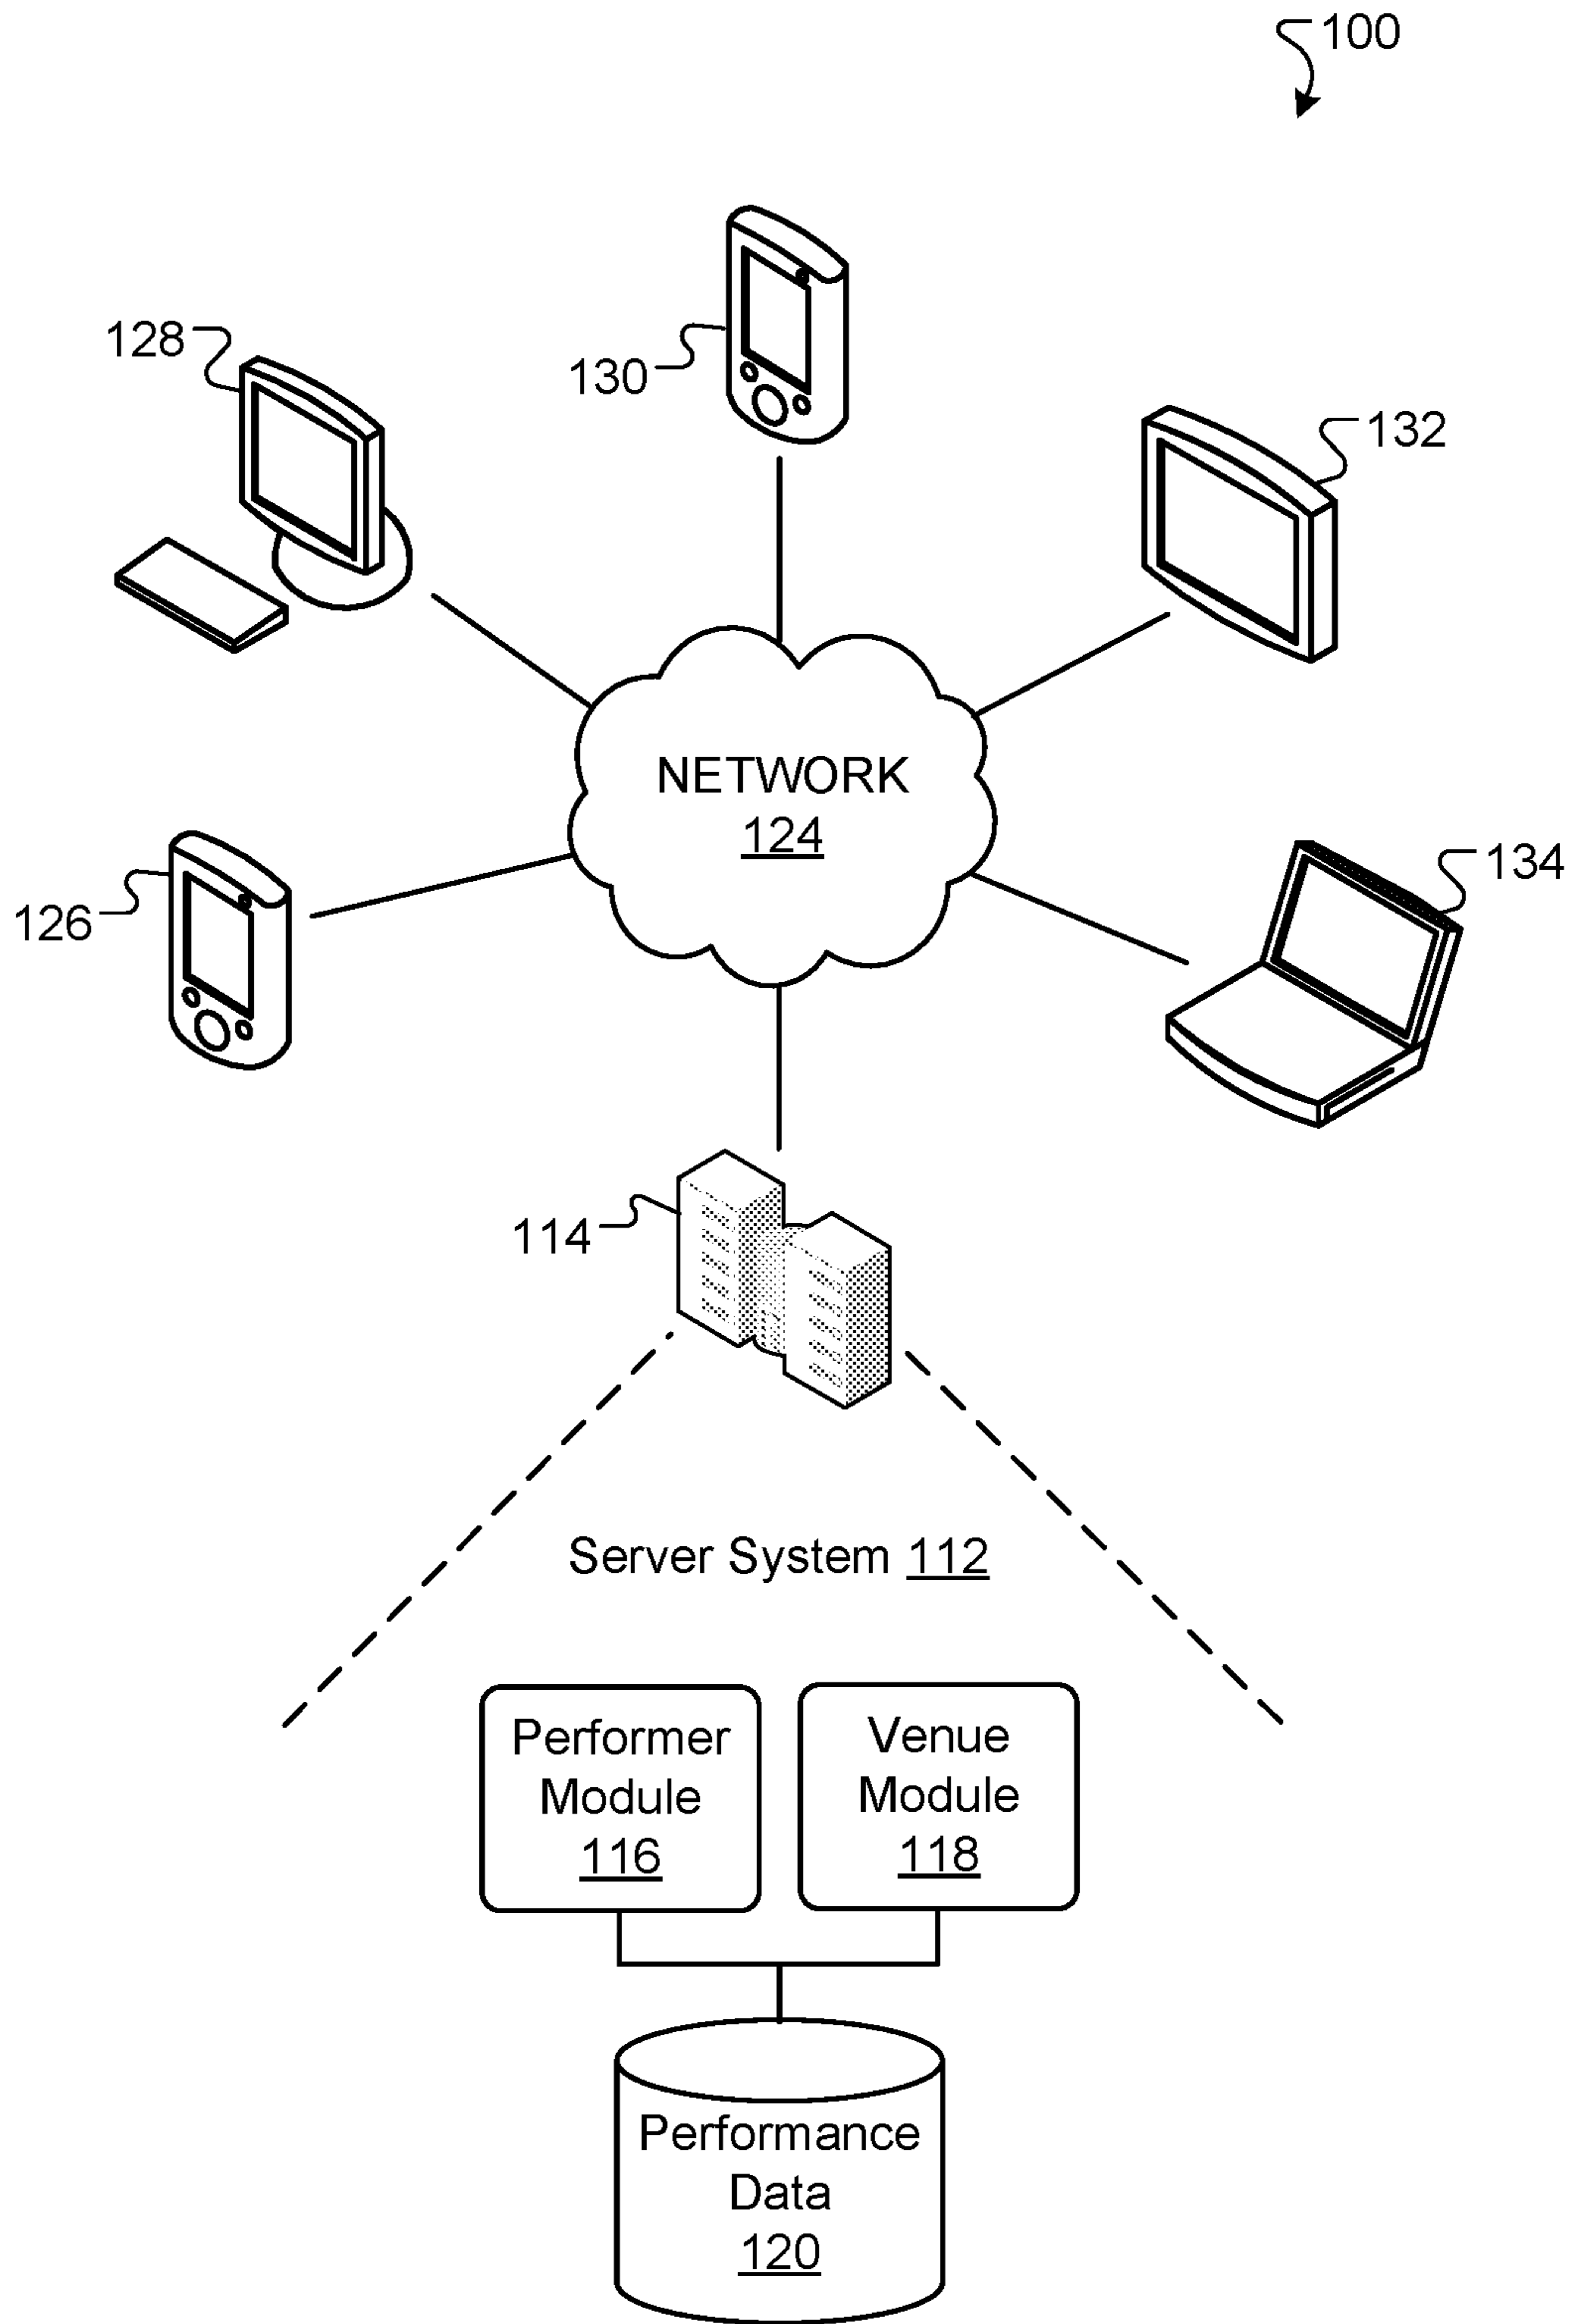 100
128
130
132
NETWORK
124
126
134
114
Server System 112
Performer
Module
116
Venue
Module
118
Performance
Data
120